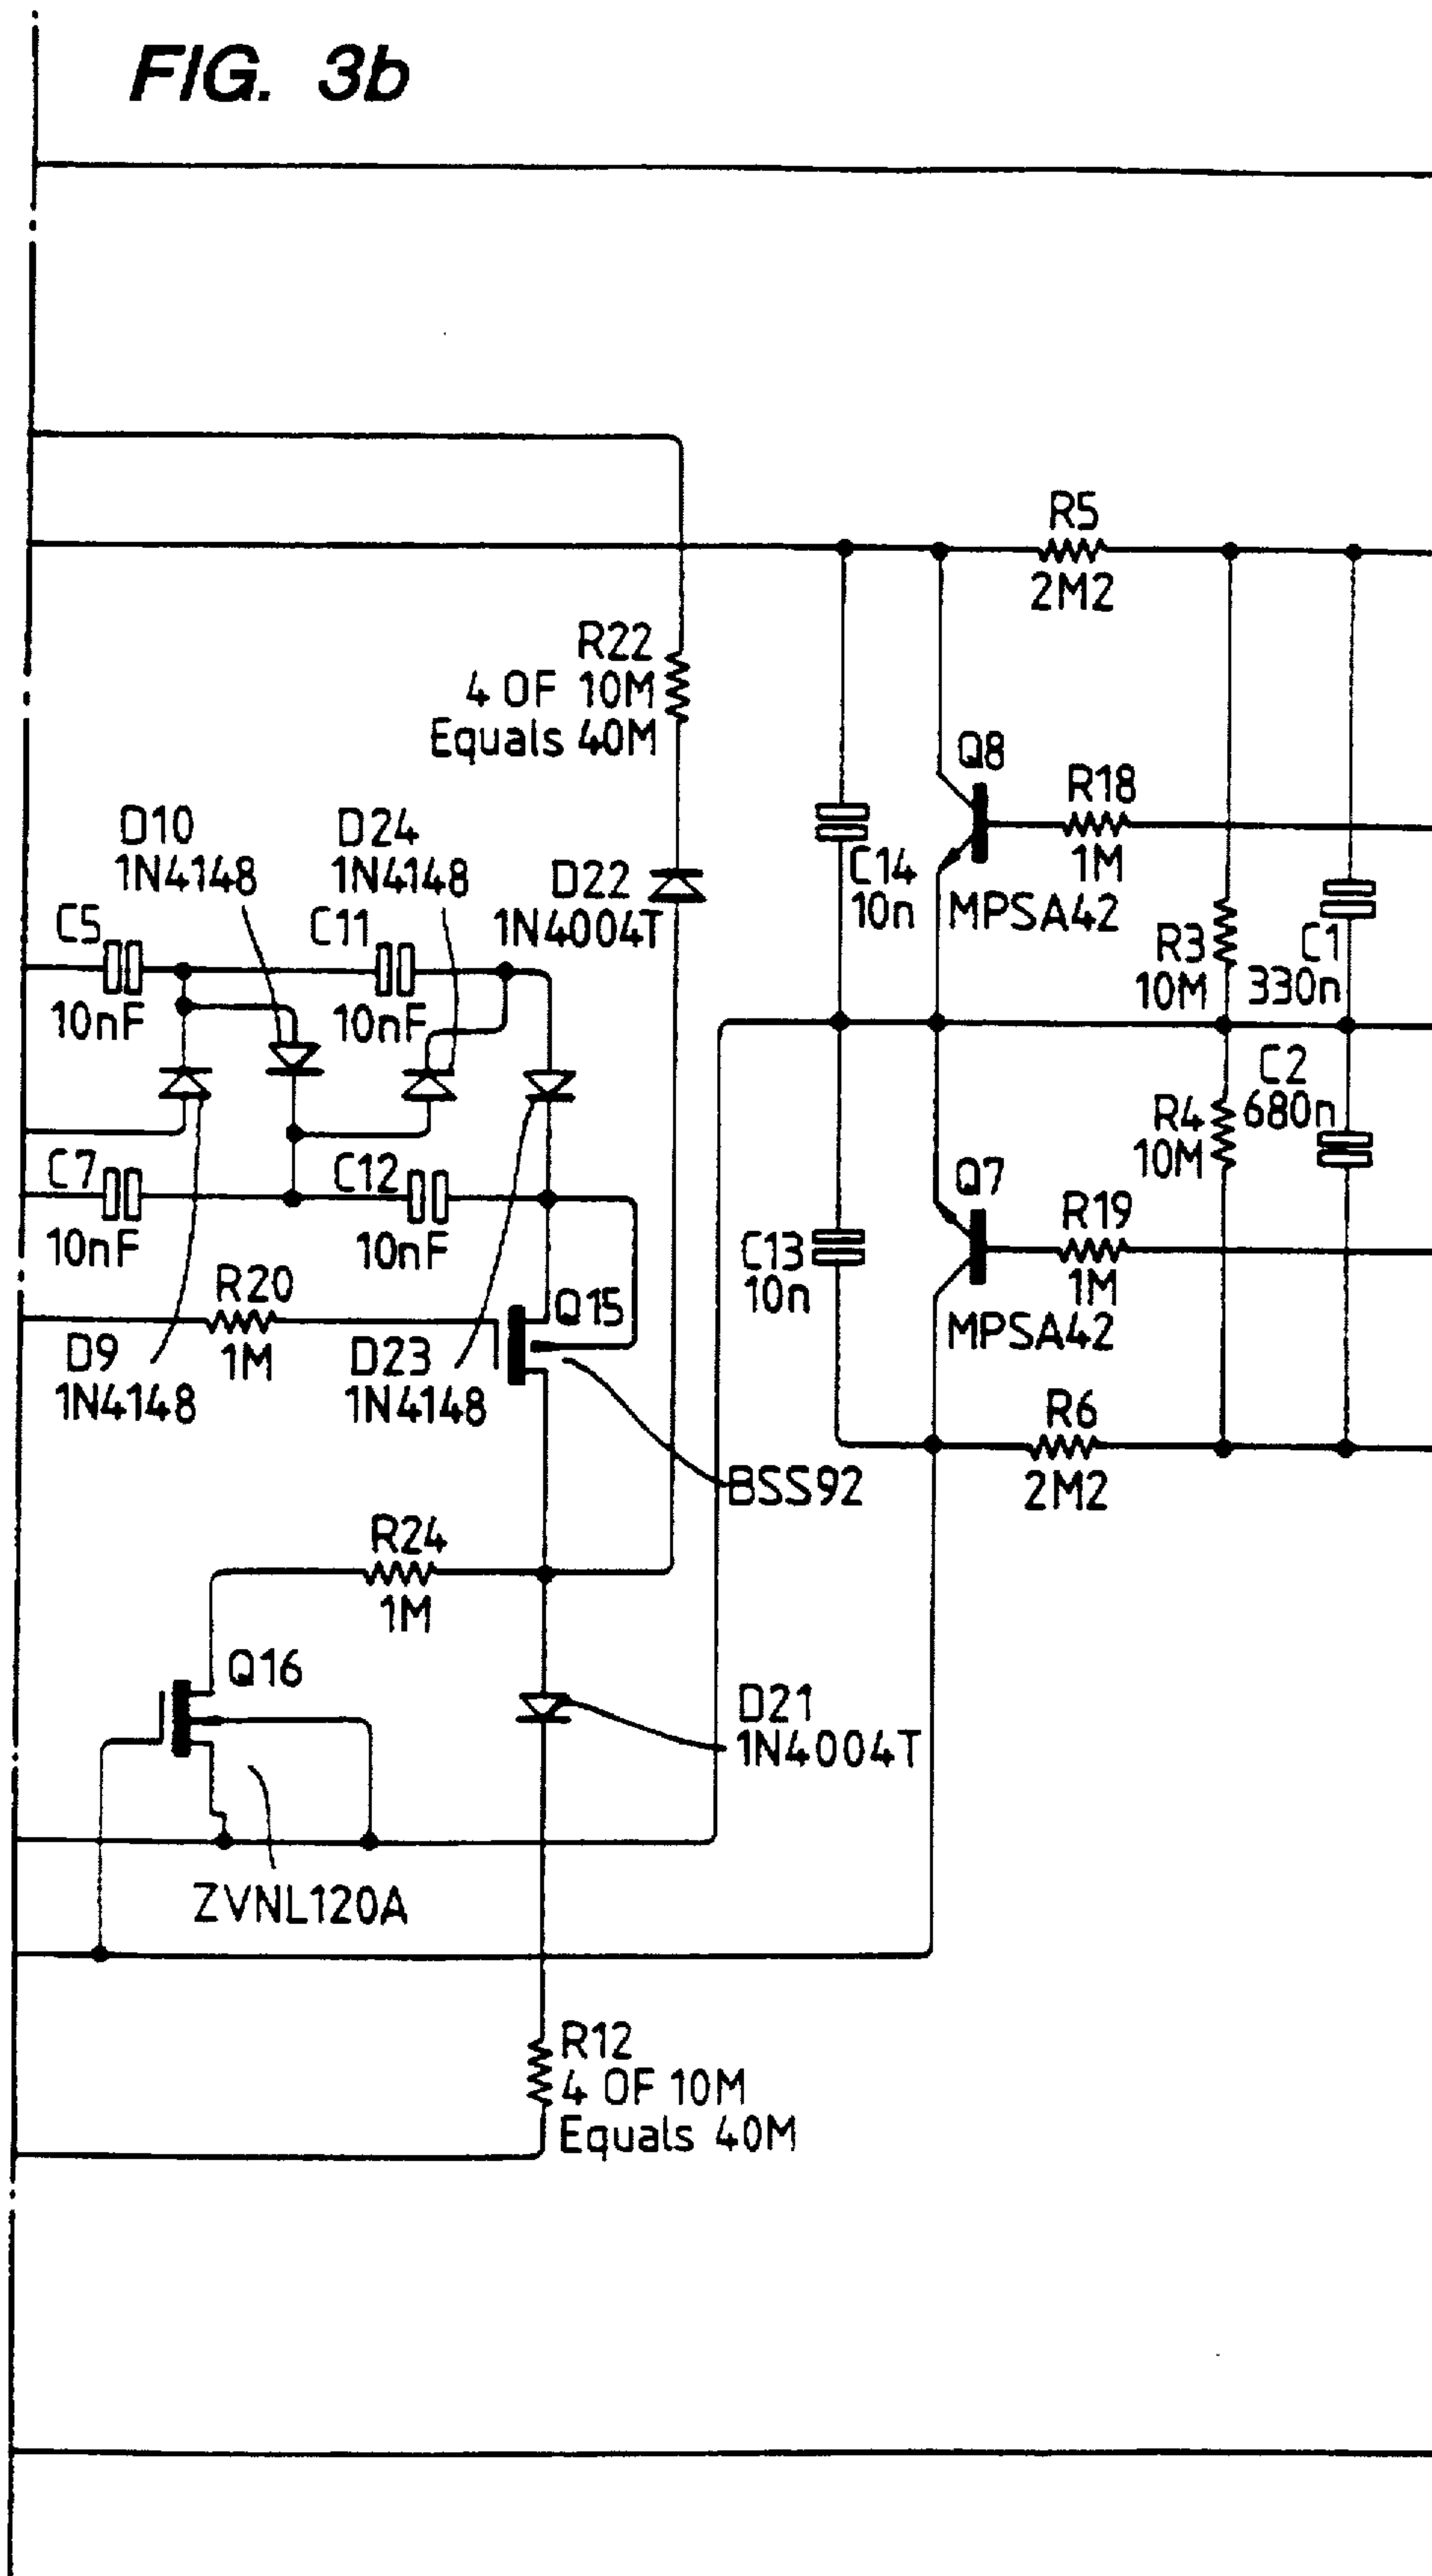 FIG. 3b
R5
2M2
R22
4 OF 10M
Equals 40M
Q8
R18
1M
MPSA42
D10
1N4148
D24
1N4148
D22
1N4004T
C14
10n
C5
10nF
C11
10nF
R3
10M
C1
330n
C2
680n
R4
10M
C7
10nF
C12
10nF
Q7
R19
1M
MPSA42
C13
10n
R20
1M
Q15
D9
1N4148
D23
1N4148
BSS92
R6
2M2
R24
1M
Q16
D21
1N4004T
ZVNL120A
R12
4 OF 10M
Equals 40M